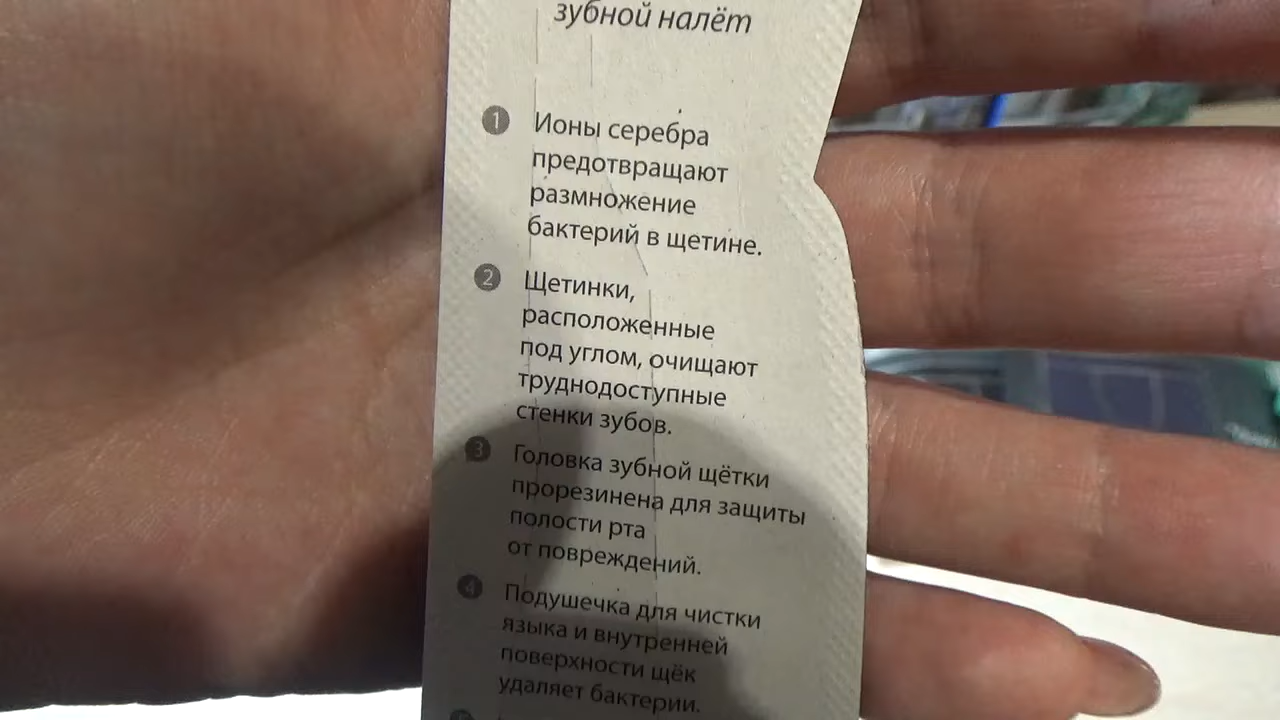 зубной налёт
1 Ионы серебра
предотвращают
размножение
бактерий в щетине.
2 Щетинки,
расположенные
под углом, очищают
труднодоступные
стенки зубов.
3 Головка зубной щётки
прорезинена для защиты
полости рта
от повреждений.
4 Подушечка для чистки
языка и внутренней
поверхности щёк
удаляет бактерии.